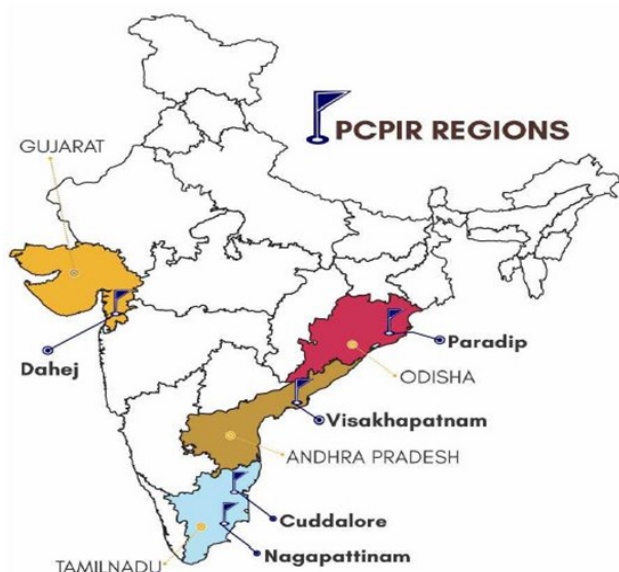 PCPIR REGIONS
GUJARAT
Dahej
Paradip
ODISHA
Visakhapatnam
ANDHRA PRADESH
Cuddalore
Nagapattinam
TAMILNADU